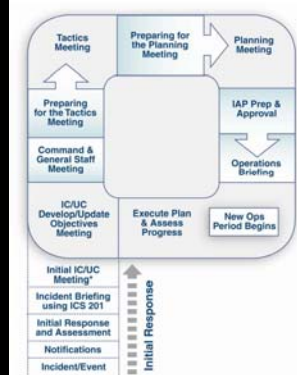 Tactics
Meeting
Preparing for
the Planning
Meeting
Planning
Meeting
Preparing
for the Tactics
Meeting
IAP Prep &
Approval
Command &
General Staff
Meeting
Operations
Briefing
IC/UC
Develop/Update
Objectives
Meeting
Execute Plan
& Assess
Progress
New Ops
Period Begins
Initial IC/UC
Meeting*
Incident Briefing
using ICS 201
Initial Response
and Assessment
Notifications
Incident/Event
Initial Response